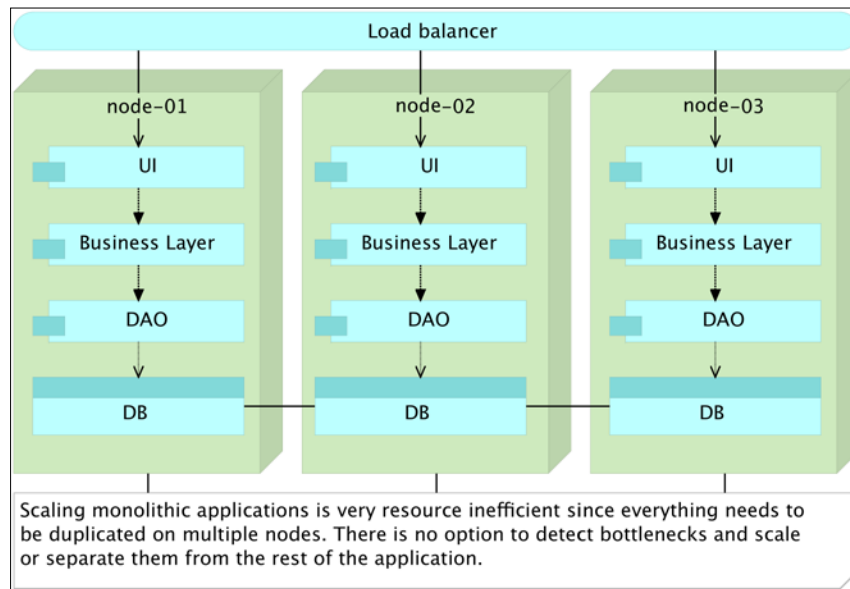 Load balancer
node-01 node-02 node-03
UI UI UI
Business Layer Business Layer Business Layer
DAO DAO DAO
DB DB DB
Scaling monolithic applications is very resource inefficient since everything needs to
be duplicated on multiple nodes. There is no option to detect bottlenecks and scale
or separate them from the rest of the application.